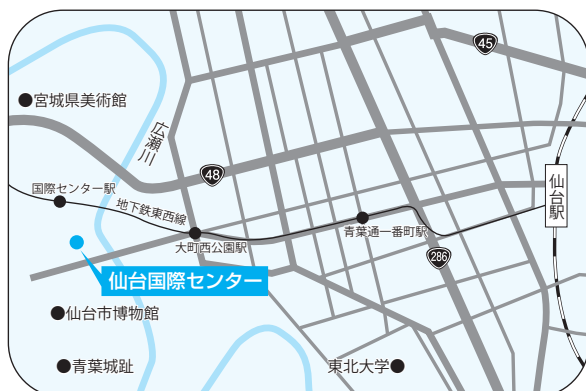 45
●宮城県美術館
広瀬川
48
仙台駅
国際センター駅
地下鉄東西線
大町西公園駅
青葉通一番町駅
286
仙台国際センター
●仙台市博物館
●青葉城趾
東北大学●